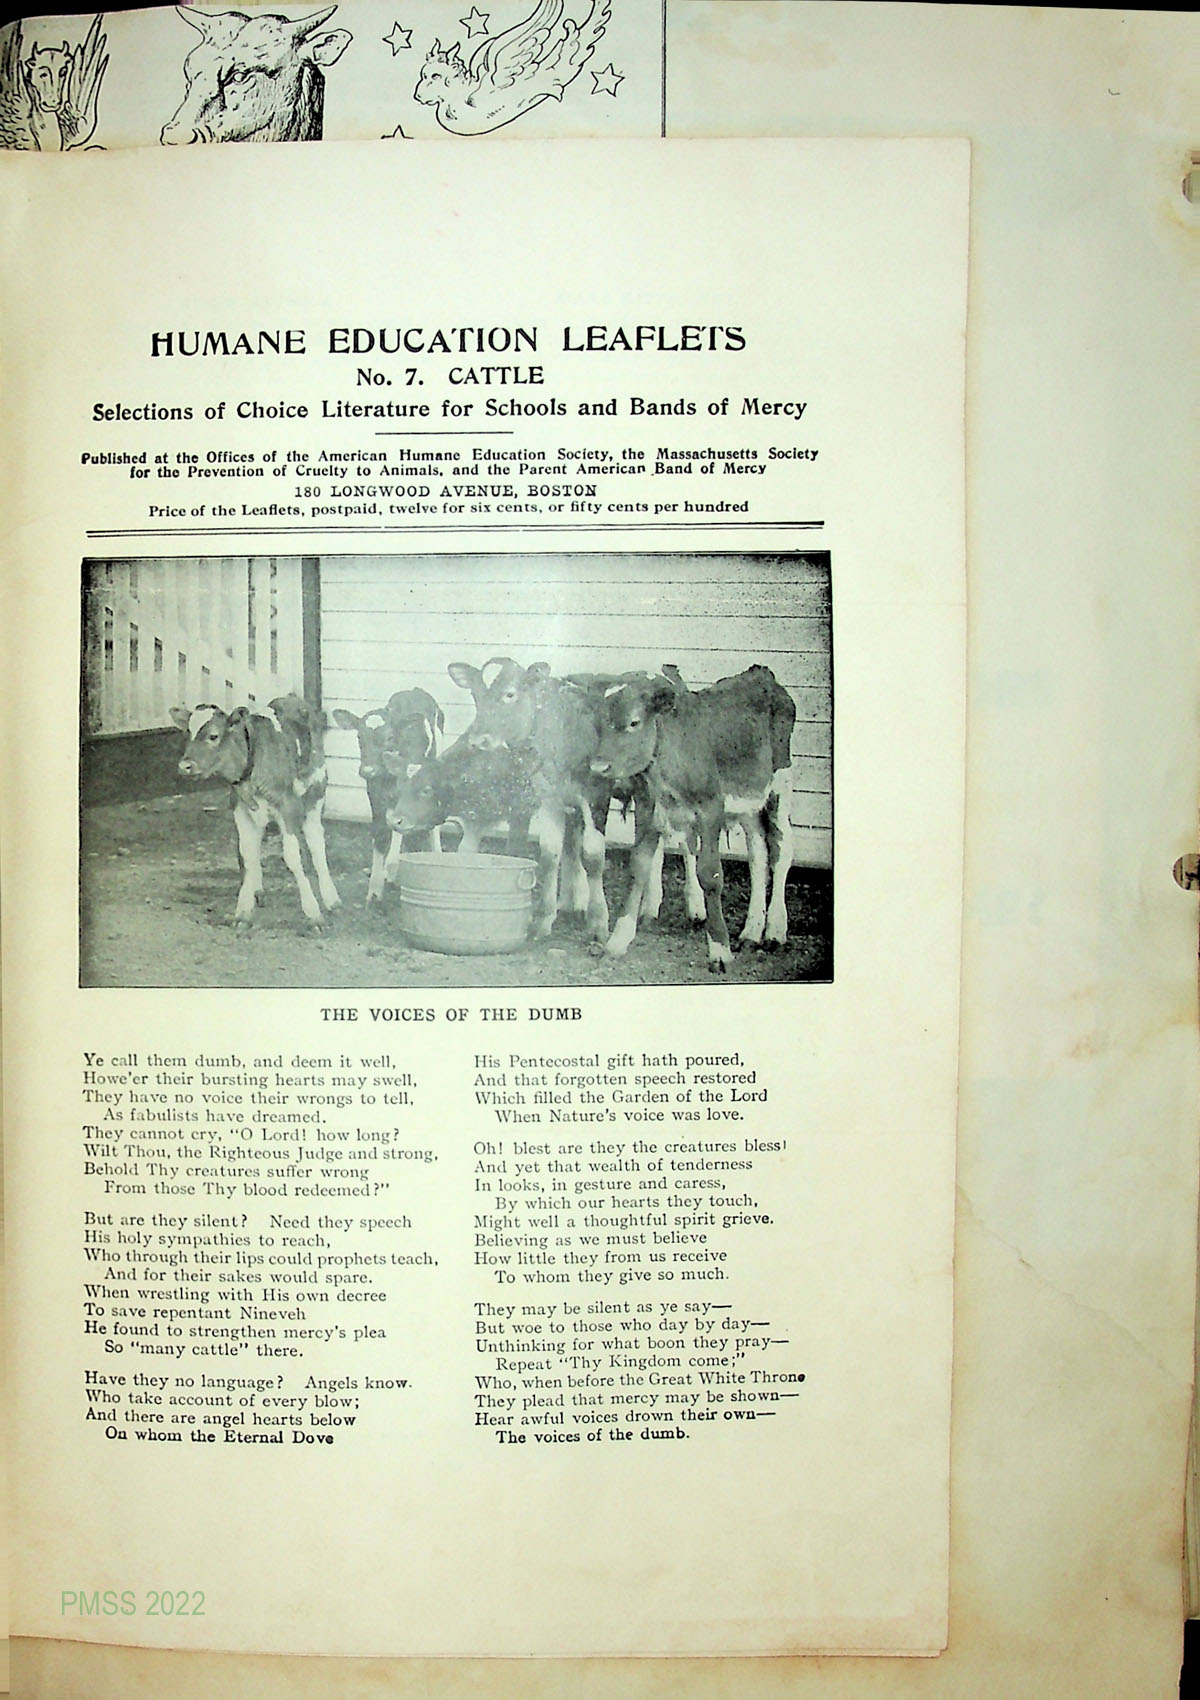 HUMANE EDUCATION LEAFLETS
No. 7. CATTLE
Selections of Choice Literature for Schools and Bands of Mercy
Published at the Offices of the American Humane Education Society, the Massachusetts Society
for the Prevention of Cruelty to Animals, and the Parent American Band of Mercy
180 LONGWOOD AVENUE, BOSTON
Price of the Leaflets, postpaid, twelve for six cents, or fifty cents per hundred
THE VOICES OF THE DUMB
Ye call them dumb, and deem it well,
Howe'er their bursting hearts may swell,
They have no voice their wrongs to tell,
As fabulists have dreamed.
They cannot cry, "O Lord! how long?
Wilt Thou, the Righteous Judge and strong,
Behold Thy creatures suffer wrong
From those Thy blood redeemed?"
But are they silent? Need they speech
His holy sympathies to reach,
Who through their lips could prophets teach,
And for their sakes would spare.
When wrestling with His own decree
To save repentant Nineveh
He found to strengthen mercy's plea
So "many cattle" there.
Have they no language? Angels know.
Who take account of every blow;
And there are angel hearts below
On whom the Eternal Dove
His Pentecostal gift hath poured,
And that forgotten speech restored
Which filled the Garden of the Lord
When Nature's voice was love.
Oh! blest are they the creatures bless!
And yet that wealth of tenderness
In looks, in gesture and caress,
By which our hearts they touch,
Might well a thoughtful spirit grieve.
Believing as we must believe
How little they from us receive
To whom they give so much.
They may be silent as ye say—
But woe to those who day by day—
Unthinking for what boon they pray—
Repeat "Thy Kingdom come;"
Who, when before the Great White Throne
They plead that mercy may be shown—
Hear awful voices drown their own—
The voices of the dumb.
PMSS 2022